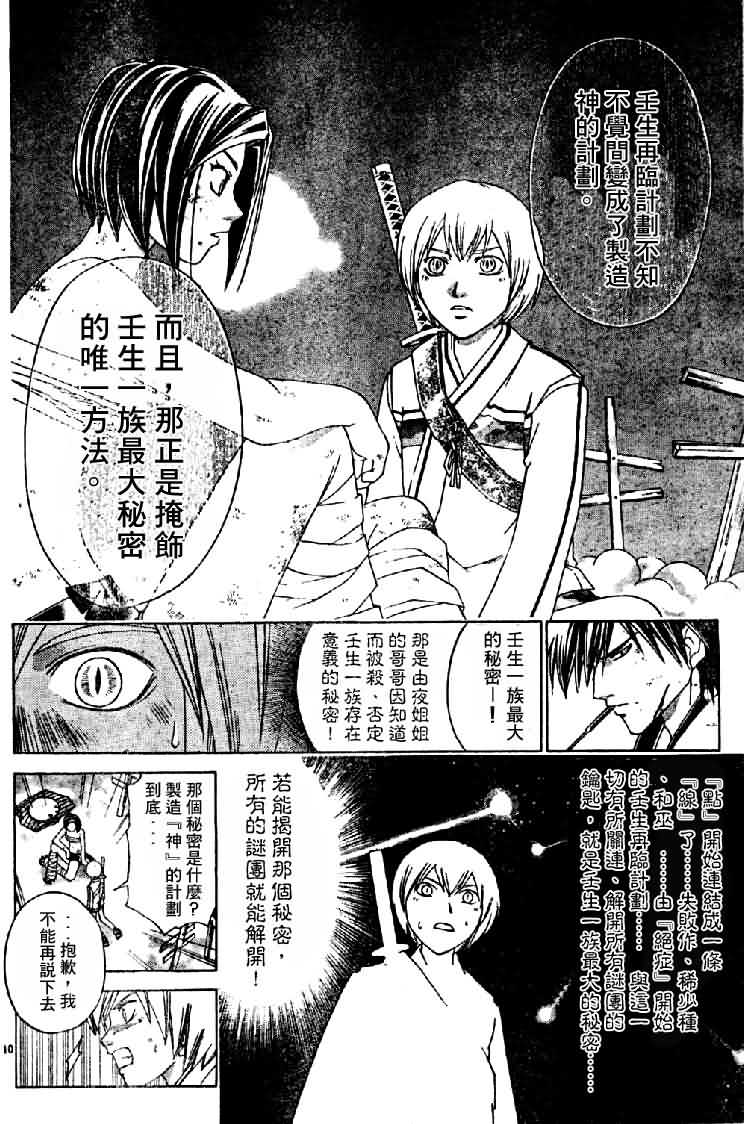 壬生再臨計劃不知
不覺間變成了製造
神的計劃。
而且，那正是掩飾
壬生一族最大秘密
的唯一方法。
壬生一族最大
的秘密─！
那是由夜姐姐
的哥哥因知道
而被殺、否定
壬生一族存在
意義的秘密！
『點』開始連結成一條
『線』了……失敗作、稀少種
、和巫……由『絕症』開始
的壬生再臨計劃……與這一
切有所關連、解開所有謎團的
鑰匙，就是壬生一族最大的秘密……
若能揭開那個秘密，
所有的謎團就能解開！
那個秘密是什麼？
製造『神』的計劃
到底…
…抱歉，我
不能再說下去
10